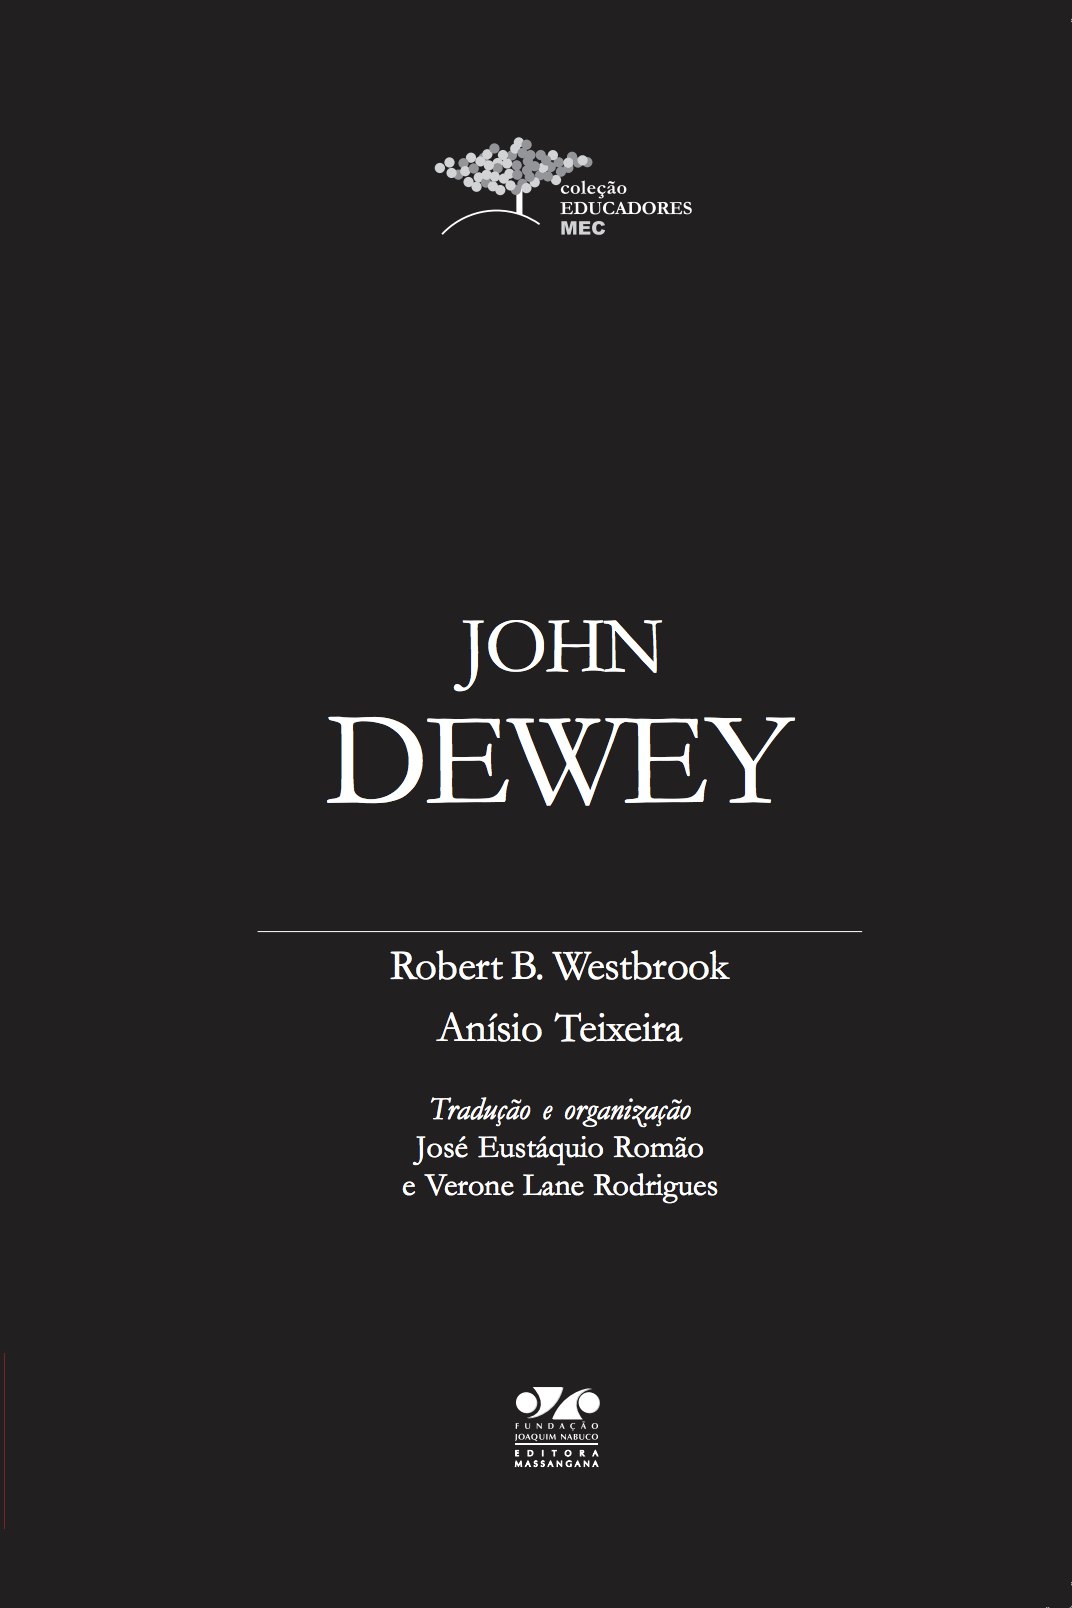 coleção
EDUCADORES
MEC
JOHN
DEWEY
Robert B. Westbrook
Anísio Teixeira
Tradução e organização
José Eustáquio Romão
e Verone Lane Rodrigues
FUNDAÇÃO
JOAQUIM NABUCO
EDITORA
MASSANGANA